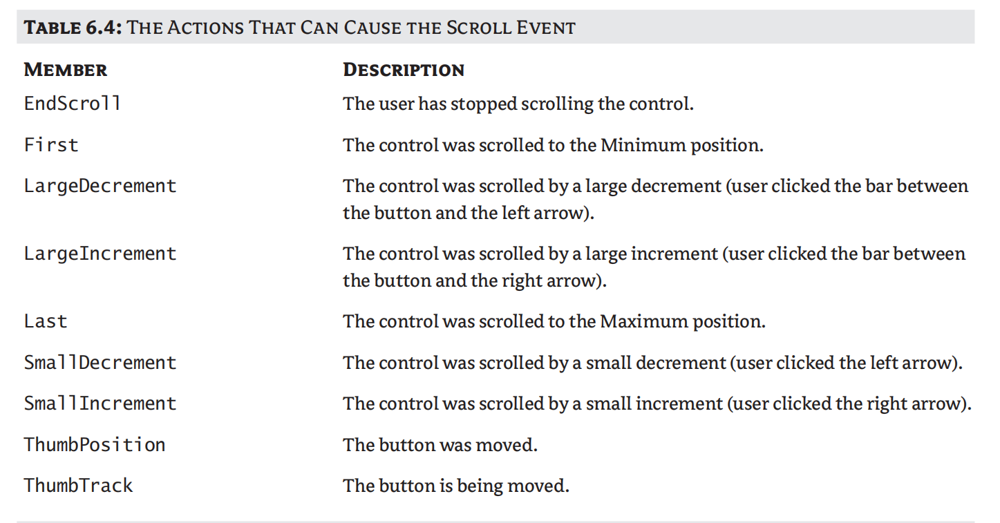 TABLE 6.4: THE ACTIONS THAT CAN CAUSE THE SCROLL EVENT
MEMBER DESCRIPTION
EndScroll The user has stopped scrolling the control.
First The control was scrolled to the Minimum position.
LargeDecrement The control was scrolled by a large decrement (user clicked the bar between
the button and the left arrow).
LargeIncrement The control was scrolled by a large increment (user clicked the bar between
the button and the right arrow).
Last The control was scrolled to the Maximum position.
SmallDecrement The control was scrolled by a small decrement (user clicked the left arrow).
SmallIncrement The control was scrolled by a small increment (user clicked the right arrow).
ThumbPosition The button was moved.
ThumbTrack The button is being moved.